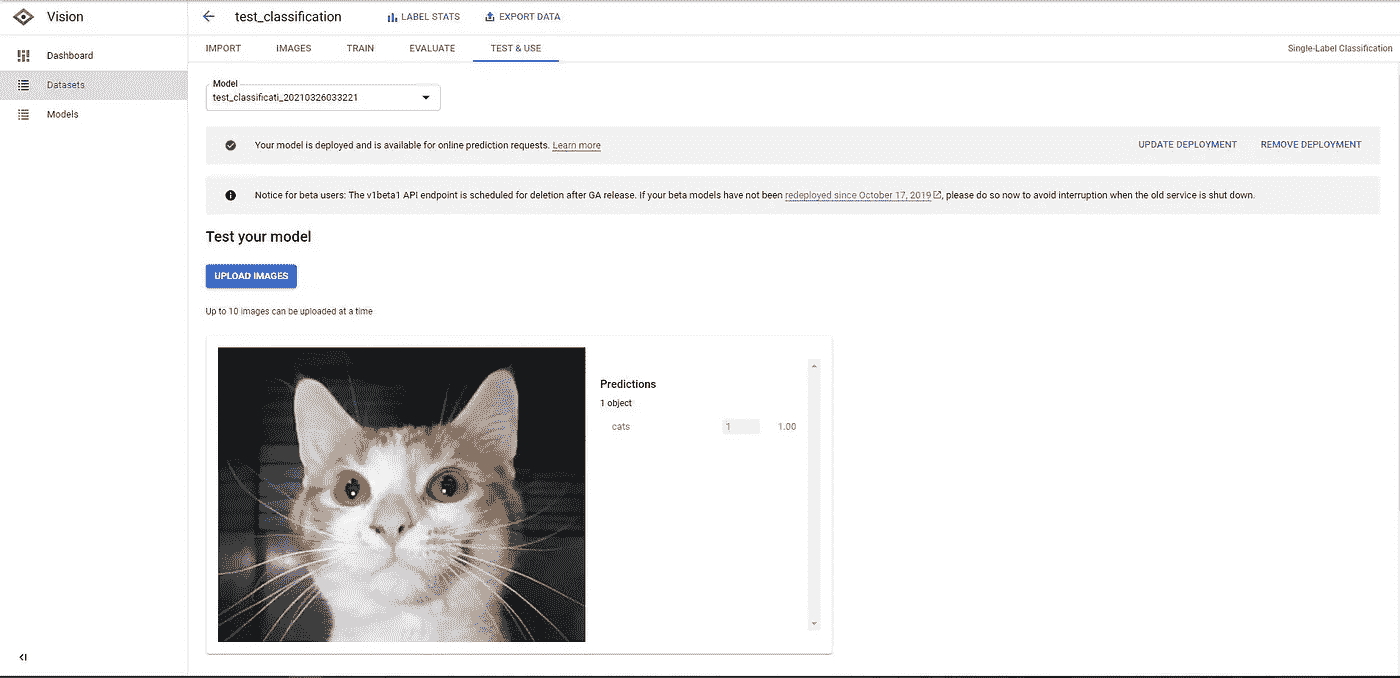 Vision
test_classification
LABEL STATS
EXPORT DATA
Dashboard
Datasets
Models
IMPORT
IMAGES
TRAIN
EVALUATE
TEST & USE
Single-Label Classification
Model
test_classificati_20210326033221
Your model is deployed and is available for online prediction requests. Learn more
UPDATE DEPLOYMENT
REMOVE DEPLOYMENT
Notice for beta users: The v1beta1 API endpoint is scheduled for deletion after GA release. if your beta models have not been redeployed since October 17, 2019, please do so now to avoid interruption when the old service is shut down.
Test your model
UPLOAD IMAGES
Up to 10 images can be uploaded at a time
Predictions
1 object
cats 1 1.00